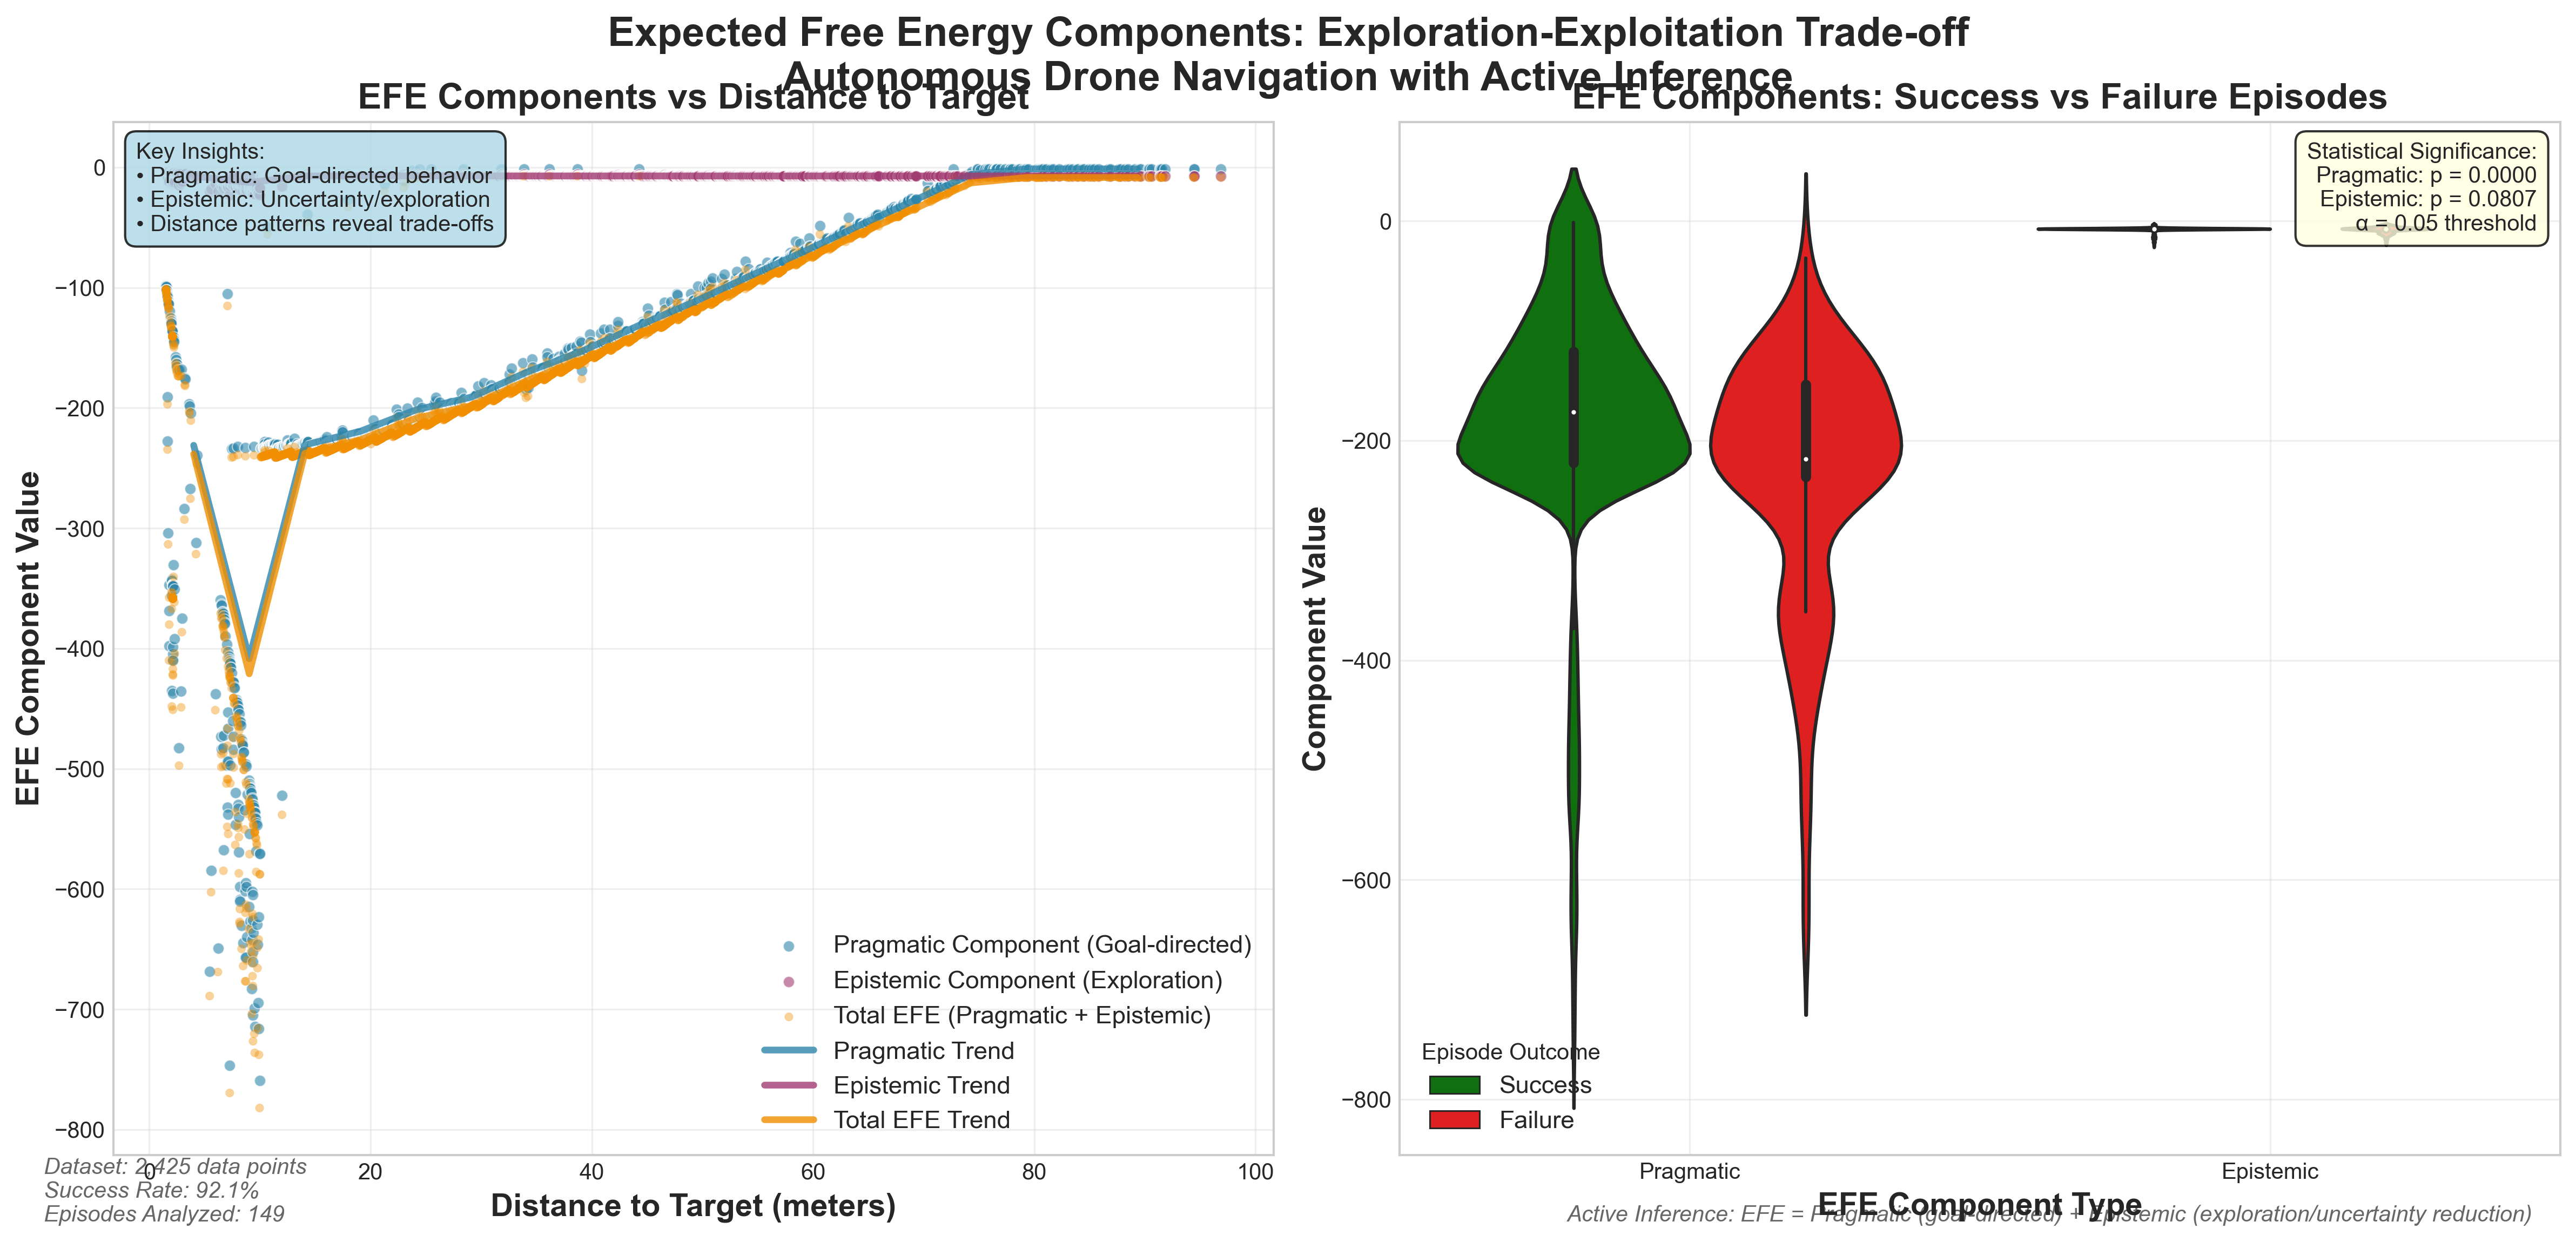 Expected Free Energy Components: Exploration-Exploitation Trade-off
Autonomous Drone Navigation with Active Inference
EFE Components vs Distance to Target
Key Insights:
• Pragmatic: Goal-directed behavior
• Epistemic: Uncertainty/exploration
• Distance patterns reveal trade-offs
EFE Component Value
0
−100
−200
−300
−400
−500
−600
−700
−800
Pragmatic Component (Goal-directed)
Epistemic Component (Exploration)
Total EFE (Pragmatic + Epistemic)
Pragmatic Trend
Epistemic Trend
Total EFE Trend
0
20
40
60
80
100
Distance to Target (meters)
Dataset: 2,425 data points
Success Rate: 92.1%
Episodes Analyzed: 149
EFE Components: Success vs Failure Episodes
Statistical Significance:
Pragmatic: p = 0.0000
Epistemic: p = 0.0807
α = 0.05 threshold
Component Value
0
−200
−400
−600
−800
Episode Outcome
Success
Failure
Pragmatic
Epistemic
EFE Component Type
Active Inference: EFE = Pragmatic (goal-directed) + Epistemic (exploration/uncertainty reduction)